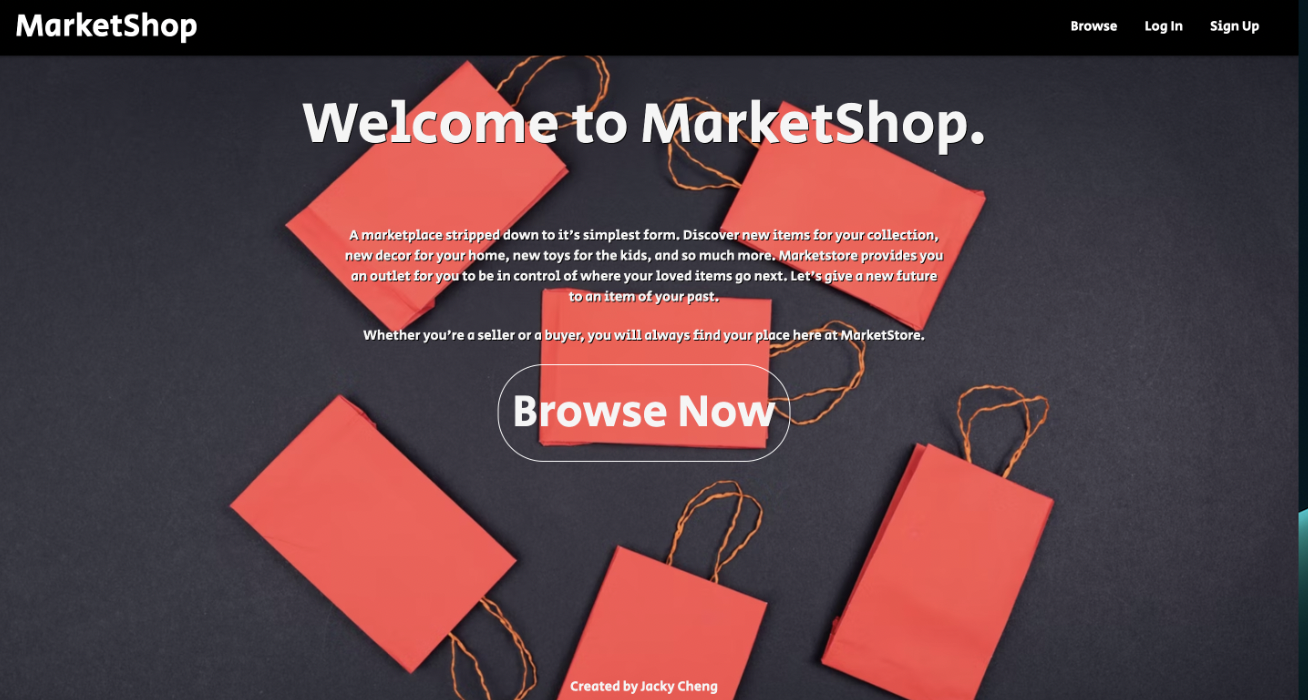 MarketShop
Browse
Log In
Sign Up
Welcome to MarketShop.
A marketplace stripped down to it's simplest form. Discover new items for your collection,
new decor for your home, new toys for the kids, and so much more. Marketstore provides you
an outlet for you to be in control of where your loved items go next. Let's give a new future
to an item of your past.
Whether you're a seller or a buyer, you will always find your place here at MarketStore.
Browse Now
Created by Jacky Cheng